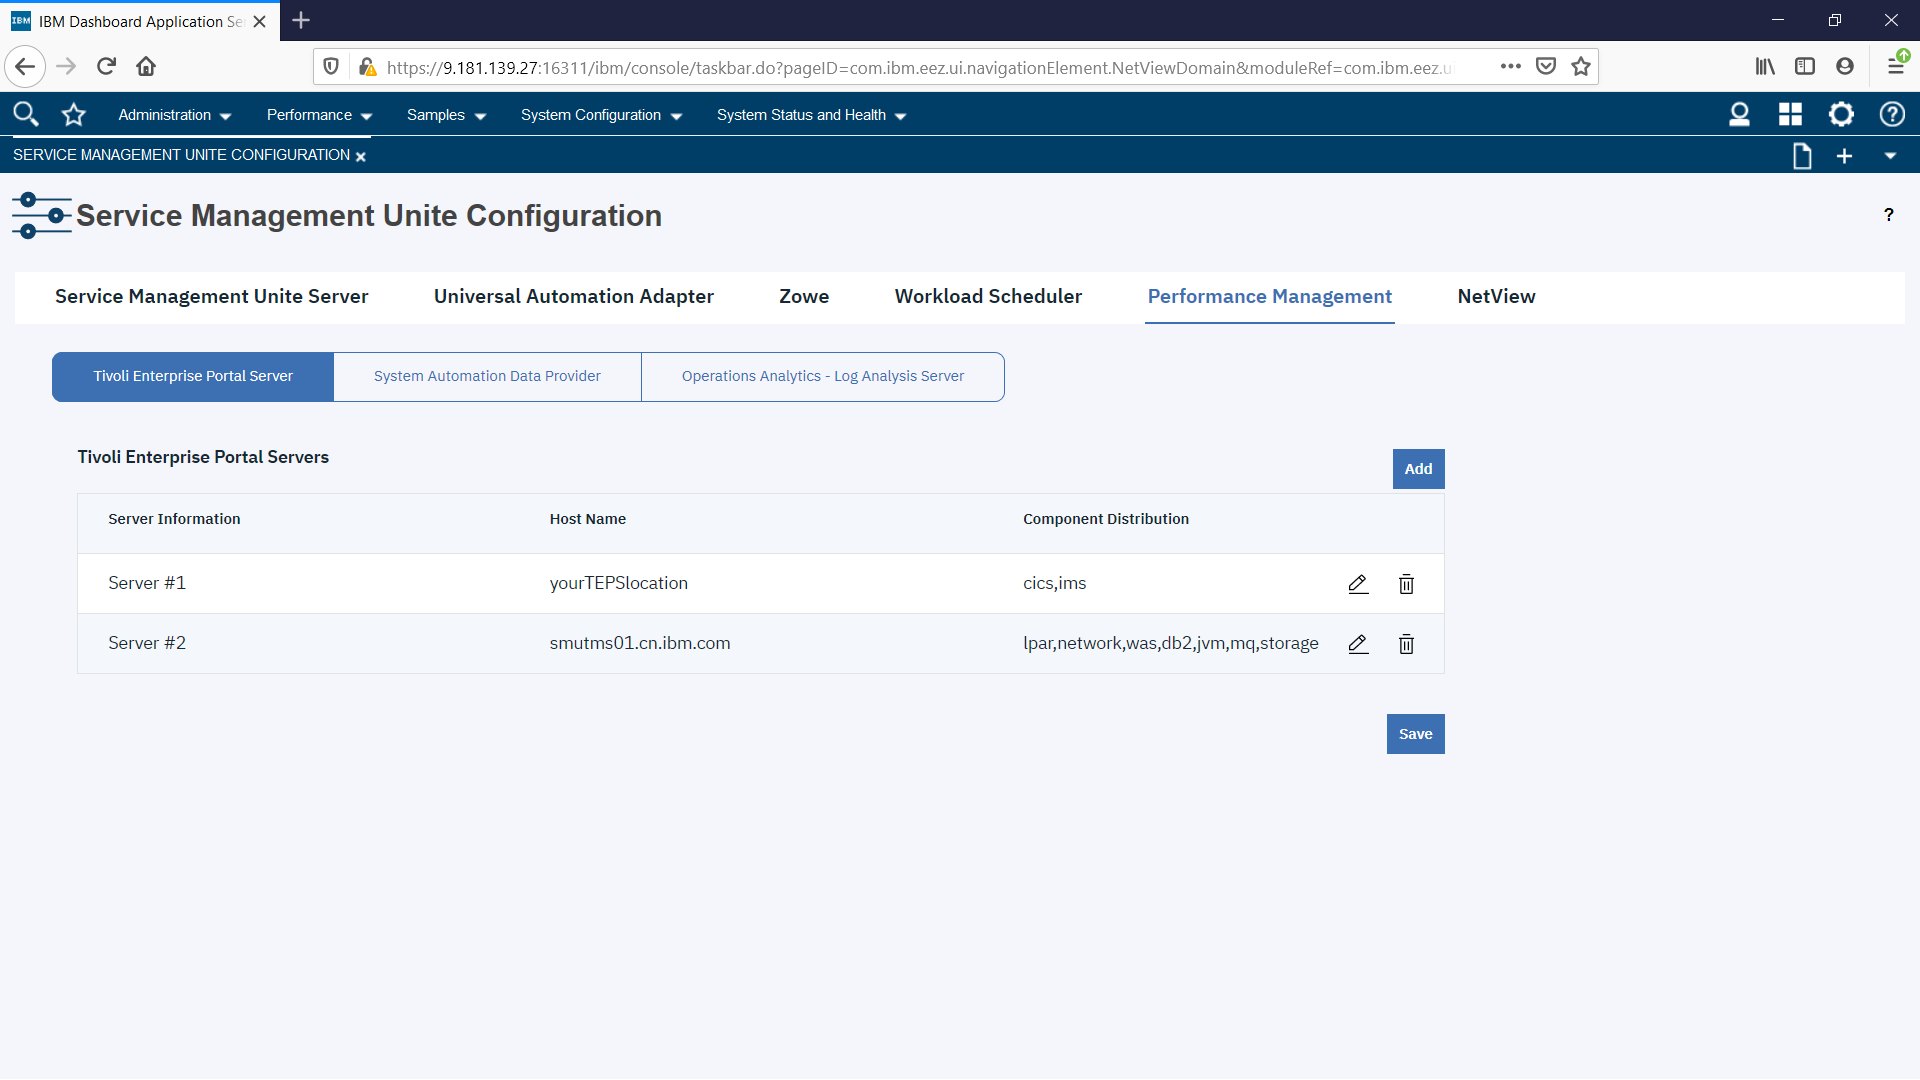 IBM Dashboard Application Se
https://9.181.139.27:16311/ibm/console/taskbar.do?pageID=com.ibm.eez.ui.navigationElement.NetViewDomain&moduleRef=com.ibm.eez.u
Administration Performance Samples System Configuration System Status and Health
SERVICE MANAGEMENT UNITE CONFIGURATION
Service Management Unite Configuration ?
Service Management Unite Server Universal Automation Adapter Zowe Workload Scheduler Performance Management NetView
Tivoli Enterprise Portal Server System Automation Data Provider Operations Analytics - Log Analysis Server
Tivoli Enterprise Portal Servers Add
Server Information Host Name Component Distribution
Server #1 yourTEPSlocation cics,ims
Server #2 smutms01.cn.ibm.com lpar,network,was,db2,jvm,mq,storage
Save